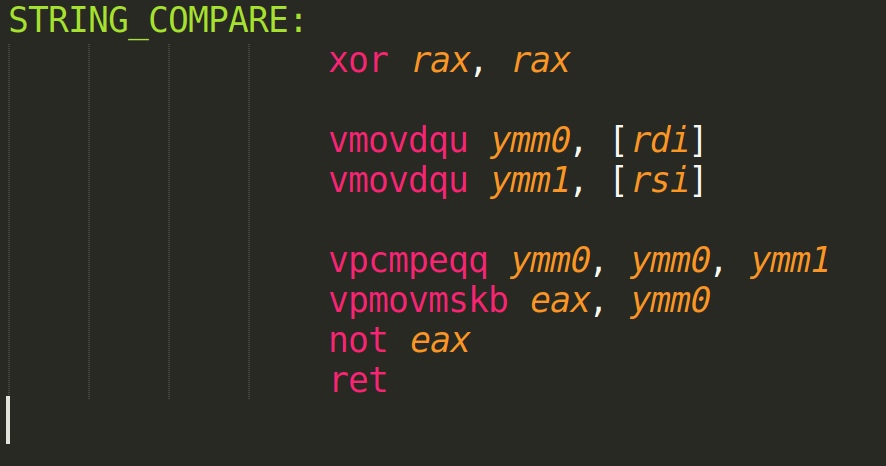 STRING_COMPARE:
xor rax, rax
vmovdqu ymm0, [rdi]
vmovdqu ymm1, [rsi]
vpcmpeqq ymm0, ymm0, ymm1
vpmovmskb eax, ymm0
not eax
ret